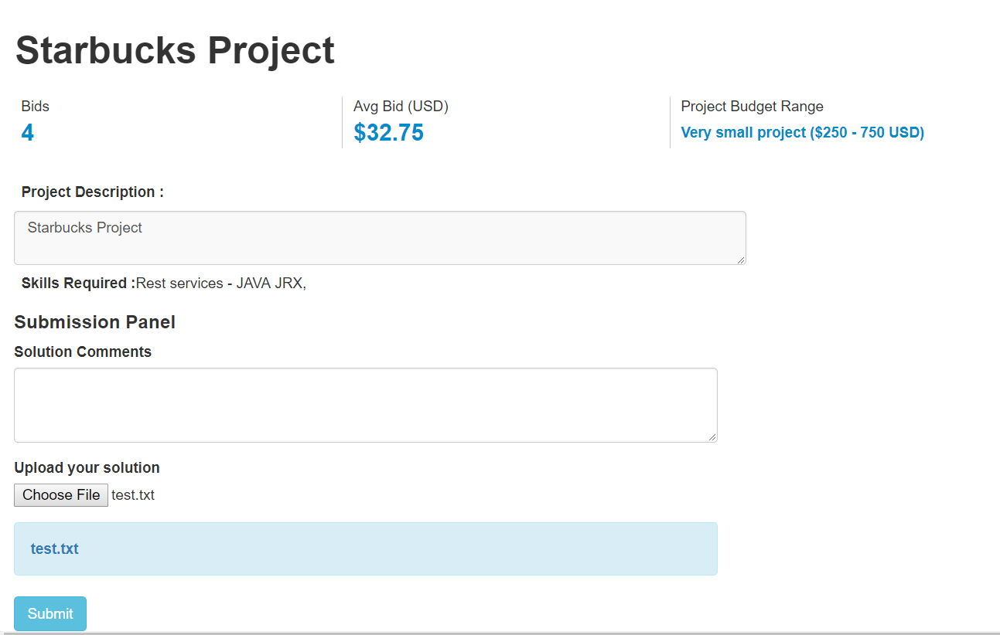 Starbucks Project
Bids
4
Avg Bid (USD)
$32.75
Project Budget Range
Very small project ($250 - 750 USD)
Project Description :
Starbucks Project
Skills Required :Rest services - JAVA JRX,
Submission Panel
Solution Comments
Upload your solution
Choose File test.txt
test.txt
Submit